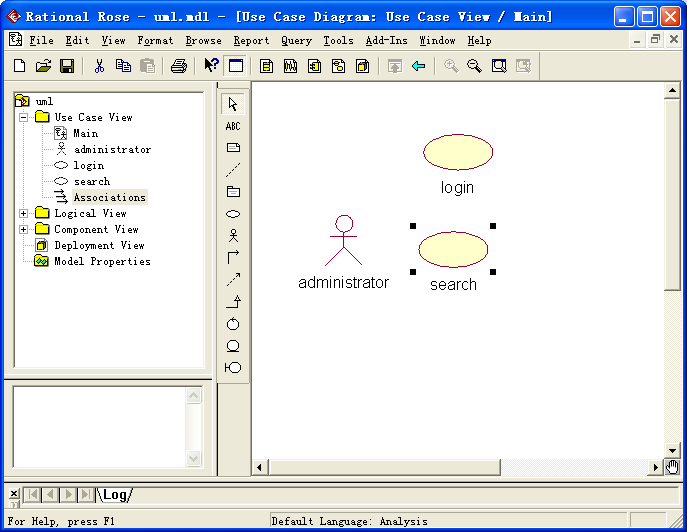 Rational Rose - uml.mdl - [Use Case Diagram: Use Case View / Main]
File Edit View Format Browse Report Query Tools Add-Ins Window Help
uml
Use Case View
Main
administrator
login
search
Associations
Logical View
Component View
Deployment View
Model Properties
ABC
login
administrator
search
Log
For Help, press F1
Default Language: Analysis